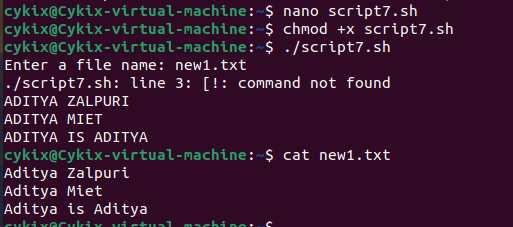 cykix@Cykix-virtual-machine:~$ nano script7.sh
cykix@Cykix-virtual-machine:~$ chmod +x script7.sh
cykix@Cykix-virtual-machine:~$ ./script7.sh
Enter a file name: new1.txt
./script7.sh: line 3: [!: command not found
ADITYA ZALPURI
ADITYA MIET
ADITYA IS ADITYA
cykix@Cykix-virtual-machine:~$ cat new1.txt
Aditya Zalpuri
Aditya Miet
Aditya is Aditya
cykix@Cykix-virtual-machine:~$